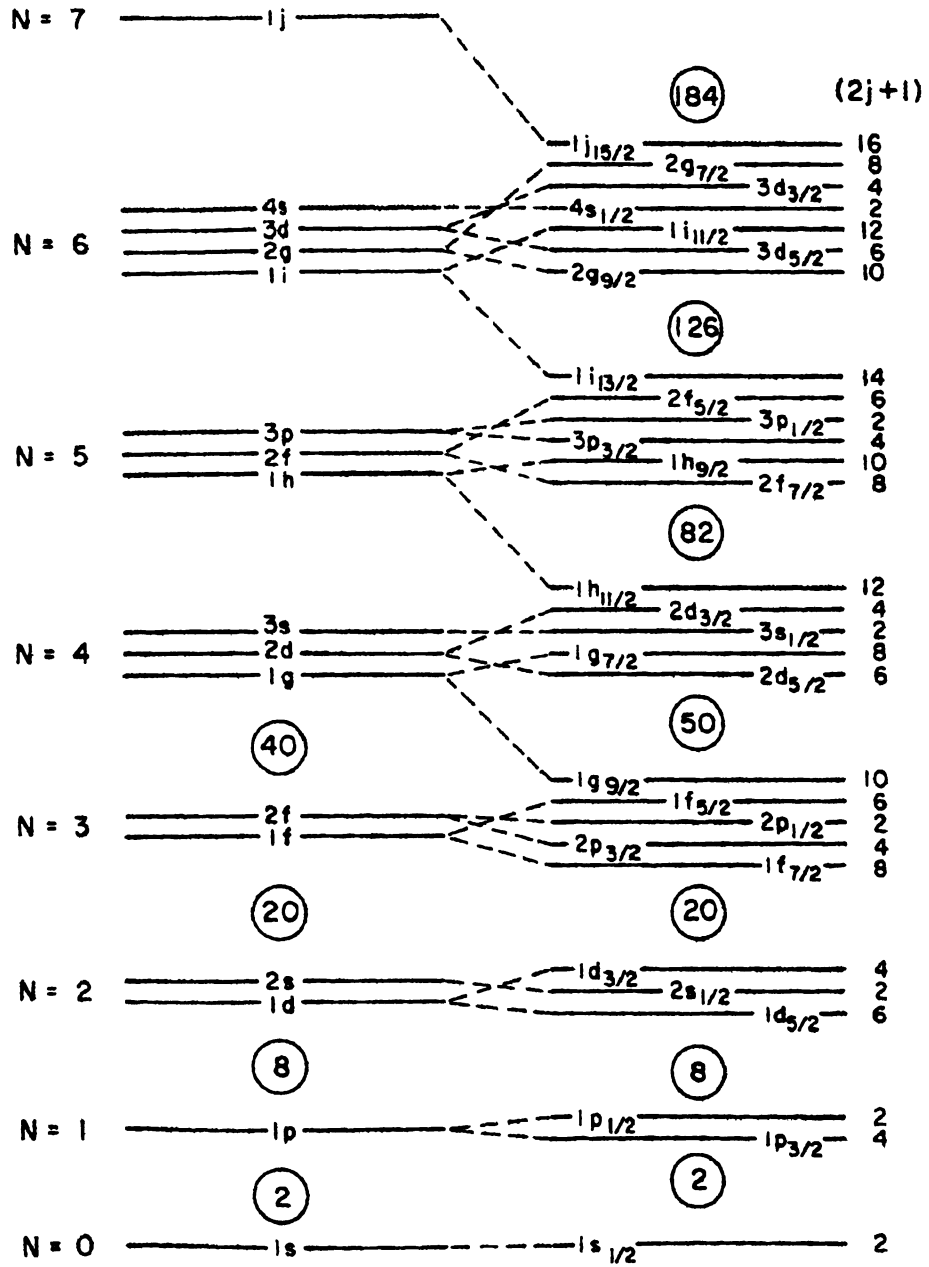 N = 7 1j
184 (2j+1)
1j15/2 16
2g7/2 8
3d3/2 4
4s 4s1/2 2
3d 1i11/2 12
N = 6 2g 3d5/2 6
1i 2g9/2 10
126
1i13/2 14
2f5/2 6
3p 3p1/2 2
3p3/2 4
N = 5 2f 1h9/2 10
1h 2f7/2 8
82
1h11/2 12
2d3/2 4
3s 3s1/2 2
N = 4 2d 1g7/2 8
1g 2d5/2 6
40 50
1g9/2 10
1f5/2 6
N = 3 2f 2p1/2 2
1f 2p3/2 4
1f7/2 8
20 20
1d3/2 4
N = 2 2s 2s1/2 2
1d 1d5/2 6
8 8
1p1/2 2
N = 1 1p 1p3/2 4
2 2
N = 0 1s 1s1/2 2